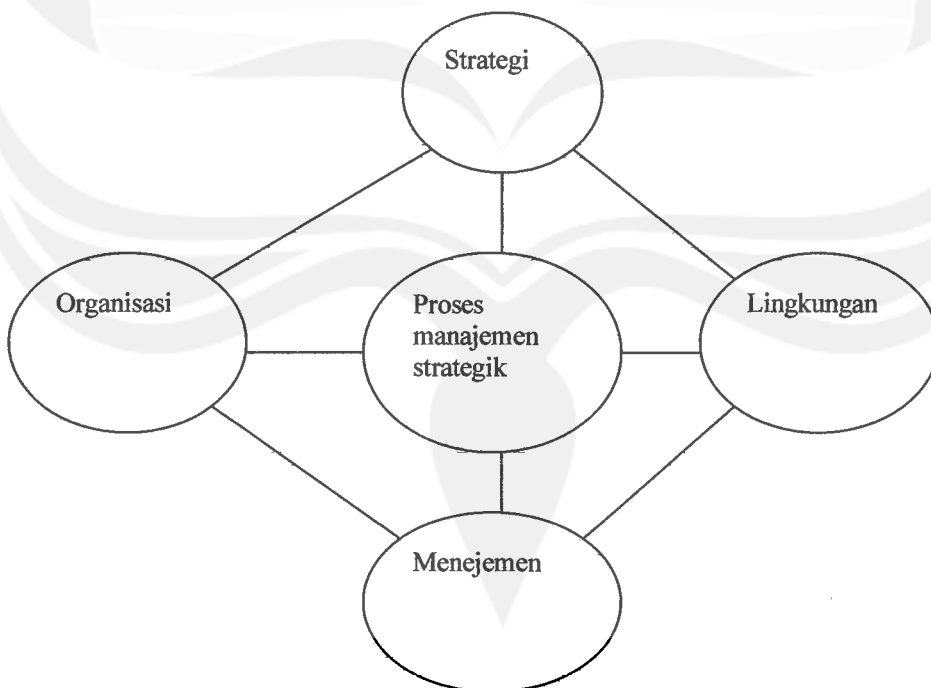 Strategi
Organisasi
Proses
manajemen
strategik
Lingkungan
Menejemen